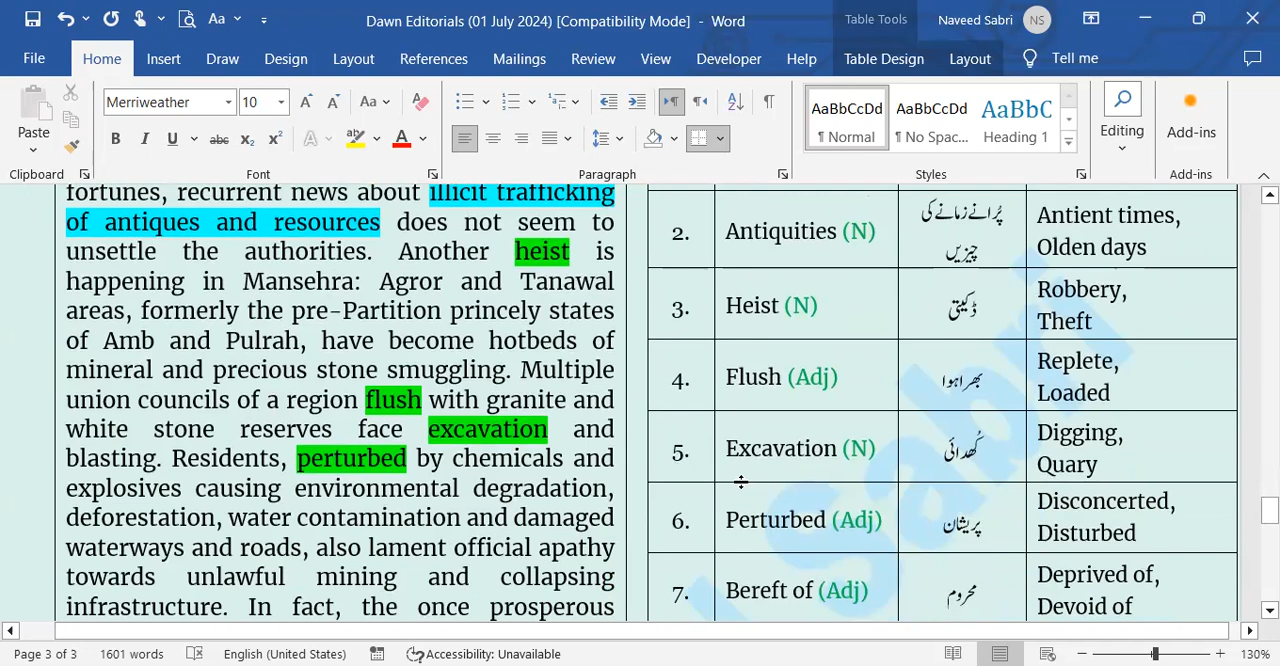 Dawn Editorials (01 July 2024) [Compatibility Mode] - Word
Table Tools
Naveed Sabri
NS
File Home Insert Draw Design Layout References Mailings Review View Developer Help Table Design Layout Tell me
Merriweather 10
Paste
Clipboard
Font
Paragraph
AaBbCcDd AaBbCcDd AaBbC
¶ Normal ¶ No Spac... Heading 1
Styles
Editing
Add-ins
Add-ins
fortunes, recurrent news about illicit trafficking
of antiques and resources does not seem to
unsettle the authorities. Another heist is
happening in Mansehra: Agror and Tanawal
areas, formerly the pre-Partition princely states
of Amb and Pulrah, have become hotbeds of
mineral and precious stone smuggling. Multiple
union councils of a region flush with granite and
white stone reserves face excavation and
blasting. Residents, perturbed by chemicals and
explosives causing environmental degradation,
deforestation, water contamination and damaged
waterways and roads, also lament official apathy
towards unlawful mining and collapsing
infrastructure. In fact, the once prosperous
2. Antiquities (N) پُرانے زمانے کی چیزیں Antient times,
Olden days
3. Heist (N) ڈکیتی Robbery,
Theft
4. Flush (Adj) بھرا ہوا Replete,
Loaded
5. Excavation (N) کُھدائی Digging,
Quary
6. Perturbed (Adj) پریشان Disconcerted,
Disturbed
7. Bereft of (Adj) محروم Deprived of,
Devoid of
Sabri
Page 3 of 3 1601 words English (United States) Accessibility: Unavailable 130%